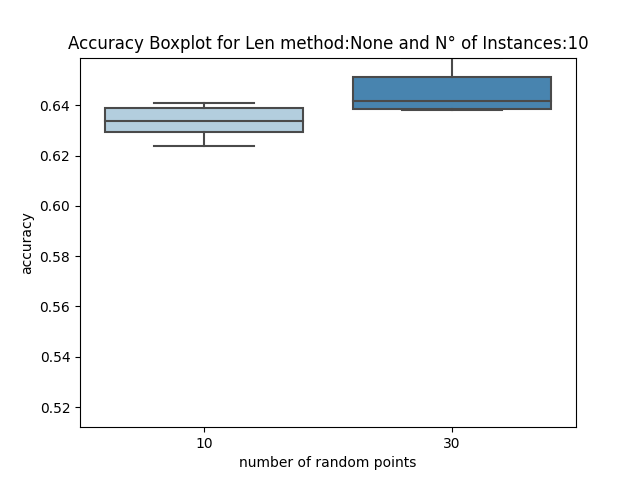 Accuracy Boxplot for Len method:None and N° of Instances:10
0.64
0.62
0.60
0.58
0.56
0.54
0.52
accuracy
10 30
number of random points